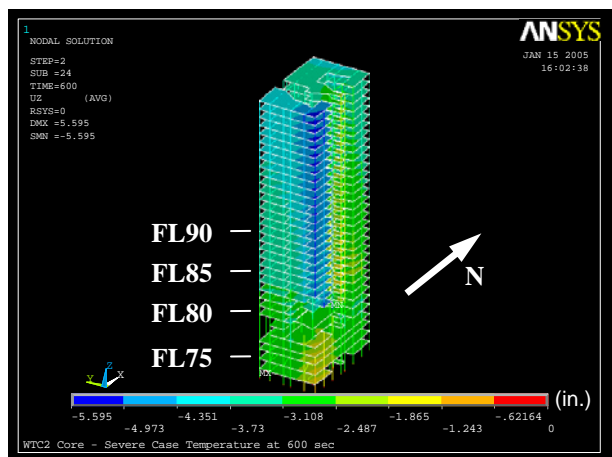 1
NODAL SOLUTION
STEP=2
SUB =24
TIME=600
UZ (AVG)
RSYS=0
DMX =5.595
SMN =-5.595
ANSYS
JAN 15 2005
16:02:38
FL90
FL85
FL80
FL75
N
MN
MX
Z
Y X
-5.595 -4.351 -3.108 -1.865 -.62164 (in.)
-4.973 -3.73 -2.487 -1.243 0
WTC2 Core - Severe Case Temperature at 600 sec